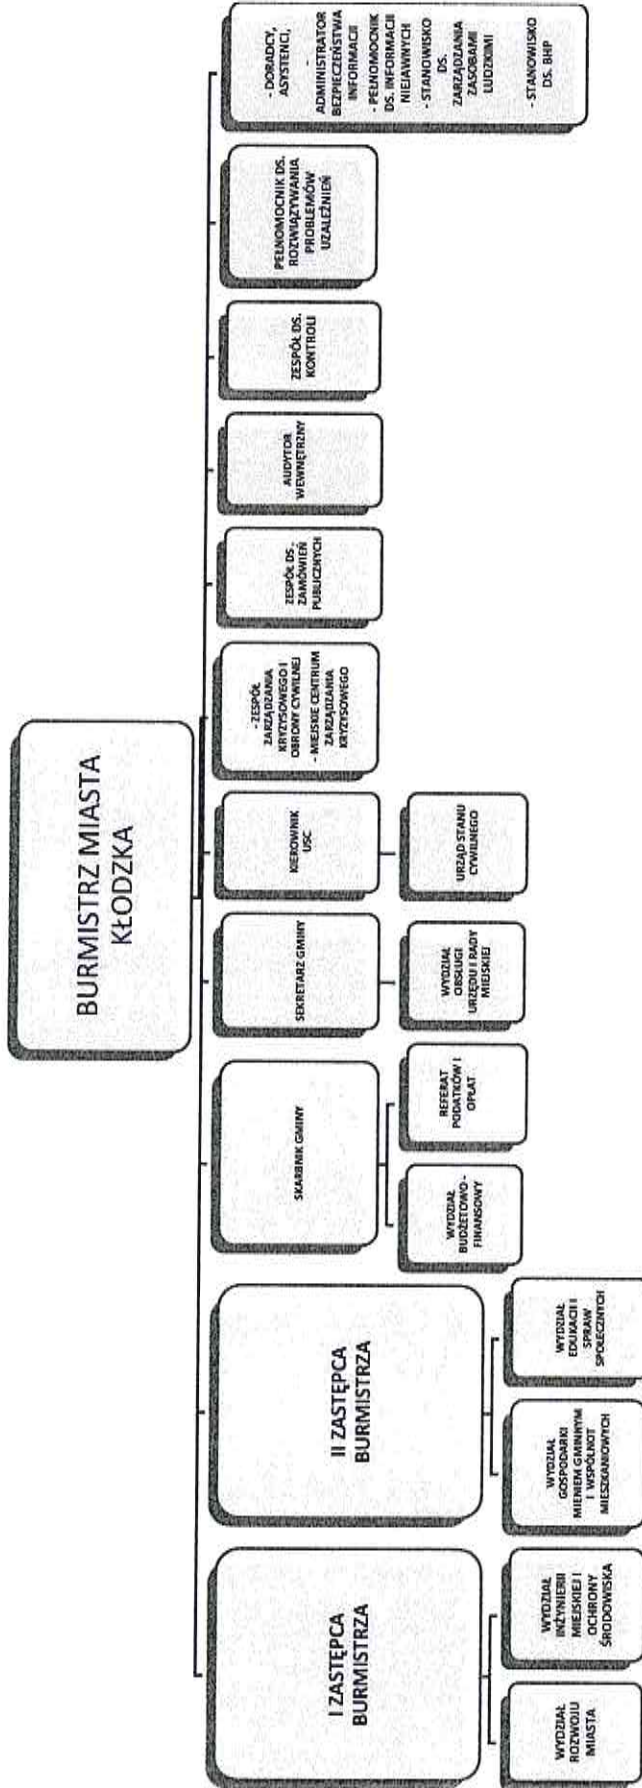 BURMISTRZ MIASTA
KŁODZKA
I ZASTĘPCA
BURMISTRZA
WYDZIAŁ
ROZWOJU
MIASTA
WYDZIAŁ
INŻYNIERII
MIEJSKIEJ I
OCHRONY
ŚRODOWISKA
II ZASTĘPCA
BURMISTRZA
WYDZIAŁ
GOSPODARKI
MIENIEM GMINNYM
I WSPÓLNOT
MIESZKANIOWYCH
WYDZIAŁ
EDUKACJI I
SPRAW
SPOŁECZNYCH
SKARBNIK GMINY
WYDZIAŁ
BUDŻETOWO -
FINANSOWY
REFERAT
PODATKÓW I
OPŁAT
SEKRETARZ GMINY
WYDZIAŁ
OBSŁUGI
URZĘDU I RADY
MIEJSKIEJ
KIEROWNIK
USC
URZĄD STANU
CYWILNEGO
- ZESPÓŁ
ZARZĄDZANIA
KRYZYSOWEGO I
OBRONY CYWILNEJ
- MIEJSKIE CENTRUM
ZARZĄDZANIA
KRYZYSOWEGO
ZESPÓŁ DS.
ZAMÓWIEŃ
PUBLICZNYCH
AUDYTOR
WEWNĘTRZNY
ZESPÓŁ DS.
KONTROLI
PEŁNOMOCNIK DS.
ROZWIĄZYWANIA
PROBLEMÓW
UZALEŻNIEŃ
- DORADCY,
ASYSTENCI,
-
ADMINISTRATOR
BEZPIECZEŃSTWA
INFORMACJI
- PEŁNOMOCNIK
DS. INFORMACJI
NIEJAWNYCH
- STANOWISKO
DS.
ZARZĄDZANIA
ZASOBAMI
LUDZKIMI
- STANOWISKO
DS. BHP